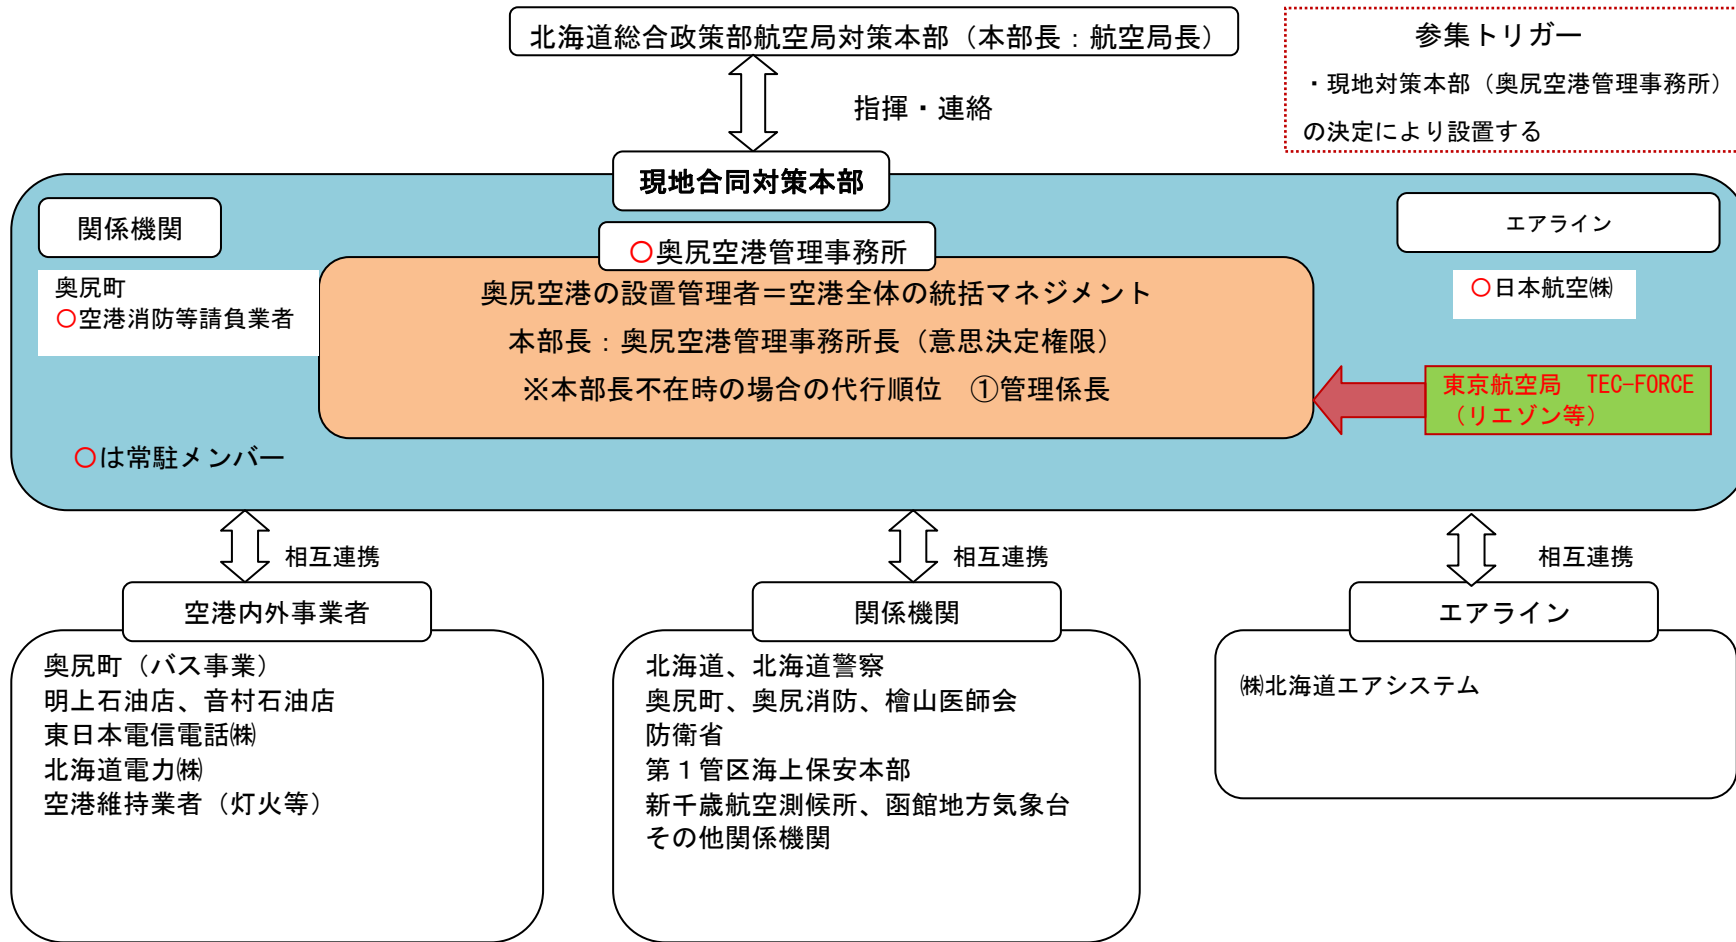 北海道総合政策部航空局対策本部（本部長：航空局長）
参集トリガー
・現地対策本部（奥尻空港管理事務所）
の決定により設置する
指揮・連絡
現地合同対策本部
関係機関
奥尻町
〇空港消防等請負業者
〇奥尻空港管理事務所
奥尻空港の設置管理者＝空港全体の統括マネジメント
本部長：奥尻空港管理事務所長（意思決定権限）
※本部長不在時の場合の代行順位　①管理係長
エアライン
〇日本航空㈱
東京航空局　TEC-FORCE
（リエゾン等）
〇は常駐メンバー
相互連携
相互連携
相互連携
空港内外事業者
奥尻町（バス事業）
明上石油店、音村石油店
東日本電信電話㈱
北海道電力㈱
空港維持業者（灯火等）
関係機関
北海道、北海道警察
奥尻町、奥尻消防、檜山医師会
防衛省
第１管区海上保安本部
新千歳航空測候所、函館地方気象台
その他関係機関
エアライン
㈱北海道エアシステム